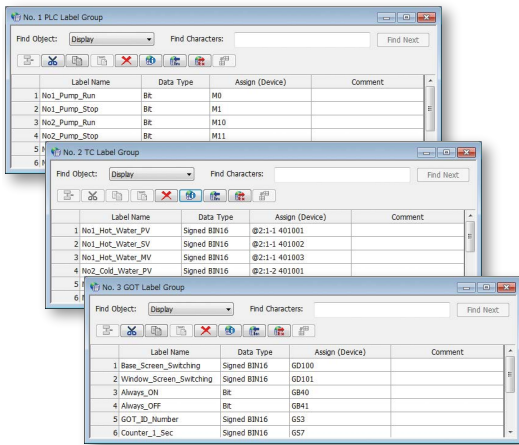 No. 1 PLC Label Group
Find Object: Display Find Characters: Find Next
Label Name Data Type Assign (Device) Comment
1 No1_Pump_Run Bit M0
2 No1_Pump_Stop Bit M1
3 No2_Pump_Run Bit M10
4 No2_Pump_Stop Bit M11
5
6
No. 2 TC Label Group
Find Object: Display Find Characters: Find Next
Label Name Data Type Assign (Device) Comment
1 No1_Hot_Water_PV Signed BIN16 @2:1-1 401001
2 No1_Hot_Water_SV Signed BIN16 @2:1-1 401002
3 No1_Hot_Water_MV Signed BIN16 @2:1-1 401003
4 No2_Cold_Water_PV Signed BIN16 @2:1-2 401001
5
6
No. 3 GOT Label Group
Find Object: Display Find Characters: Find Next
Label Name Data Type Assign (Device) Comment
1 Base_Screen_Switching Signed BIN16 GD100
2 Window_Screen_Switching Signed BIN16 GD101
3 Always_ON Bit GB40
4 Always_OFF Bit GB41
5 GOT_ID_Number Signed BIN16 GS3
6 Counter_1_Sec Signed BIN16 GS7